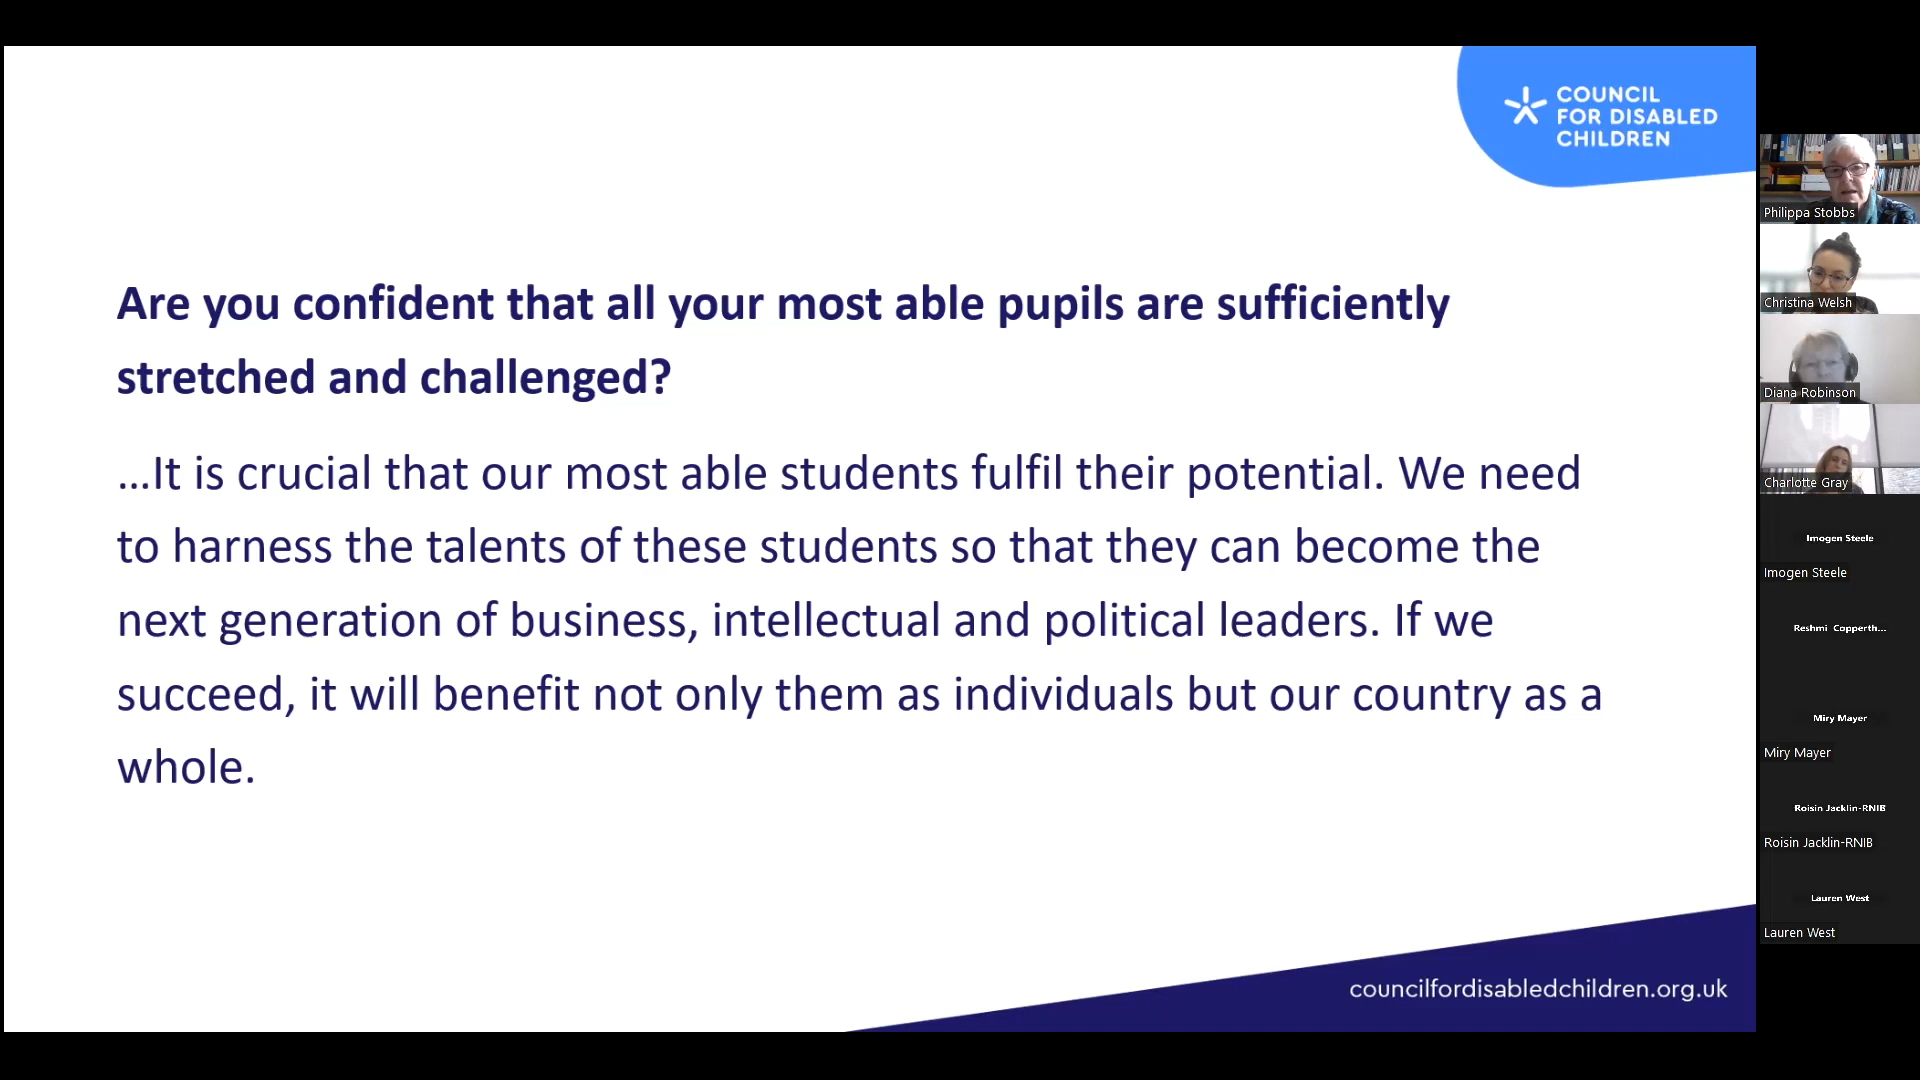 COUNCIL
FOR DISABLED
CHILDREN
Are you confident that all your most able pupils are sufficiently
stretched and challenged?
...It is crucial that our most able students fulfil their potential. We need
to harness the talents of these students so that they can become the
next generation of business, intellectual and political leaders. If we
succeed, it will benefit not only them as individuals but our country as a
whole.
councilfordisabledchildren.org.uk
Philippa Stobbs
Christina Welsh
Diana Robinson
Charlotte Gray
Imogen Steele
Imogen Steele
Reshmi Copperth...
Miry Mayer
Miry Mayer
Roisin Jacklin-RNIB
Roisin Jacklin-RNIB
Lauren West
Lauren West